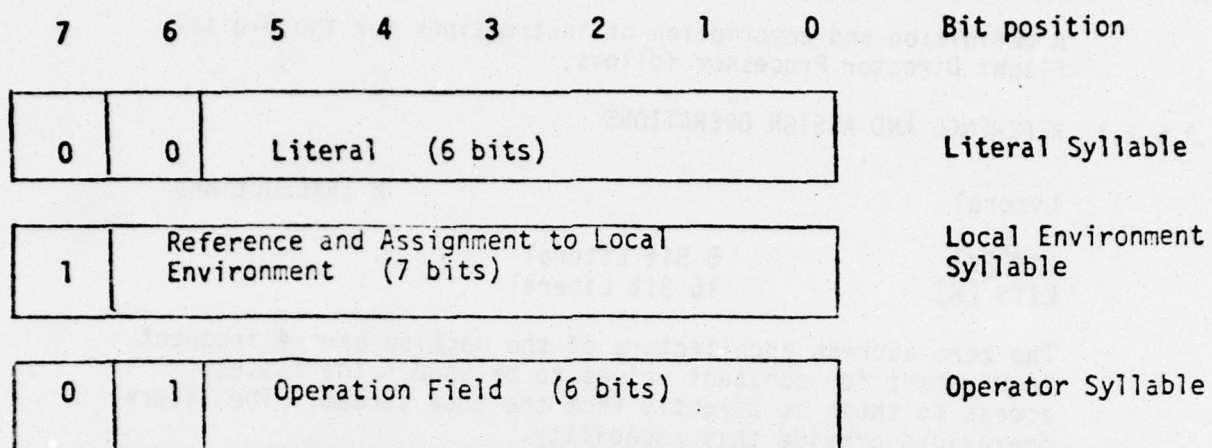 7 6 5 4 3 2 1 0 Bit position
0 0 Literal (6 bits) Literal Syllable
1 Reference and Assignment to Local Environment (7 bits) Local Environment Syllable
0 1 Operation Field (6 bits) Operator Syllable